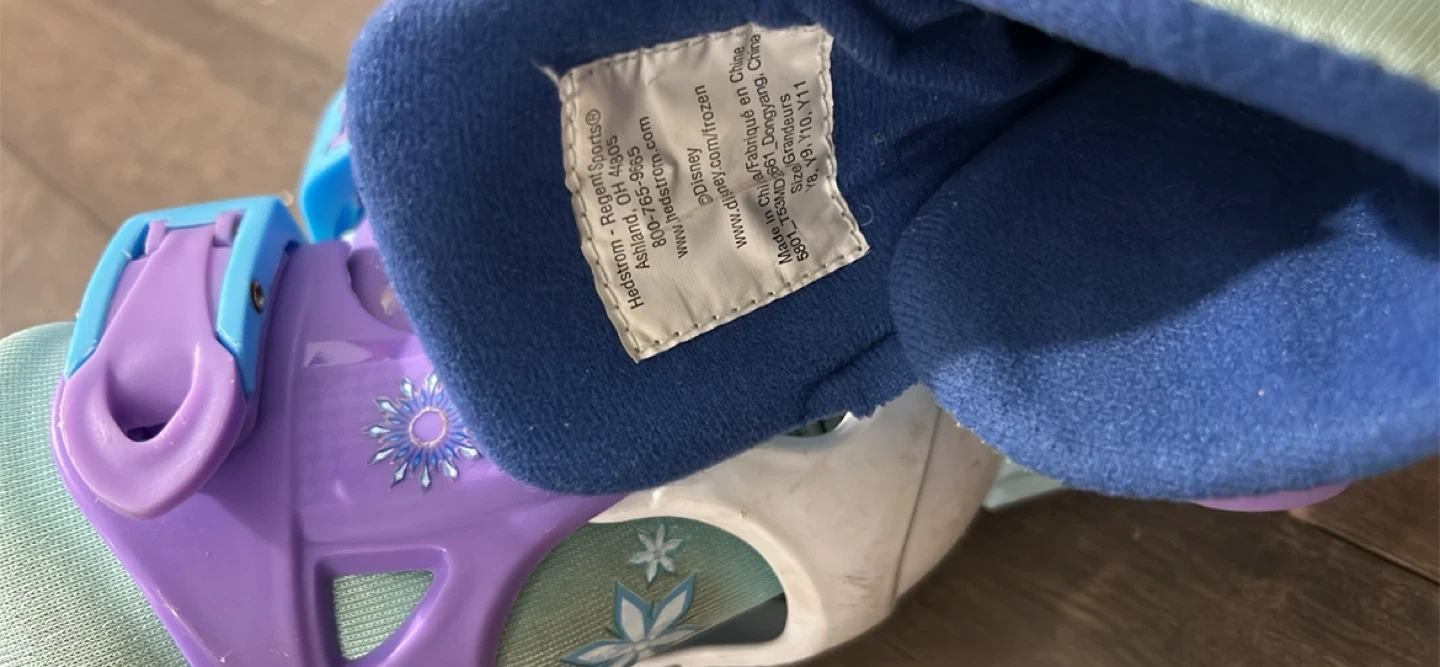 Hedstrom - RegentSports®
Ashland, OH 44805
800-765-9665
www.hedstrom.com
©Disney
www.disney.com/frozen
Made in China/Fabriqué en Chine
5801_T53WD2661_Dongyang, China
Size/Grandeurs
Y8, Y9, Y10, Y11